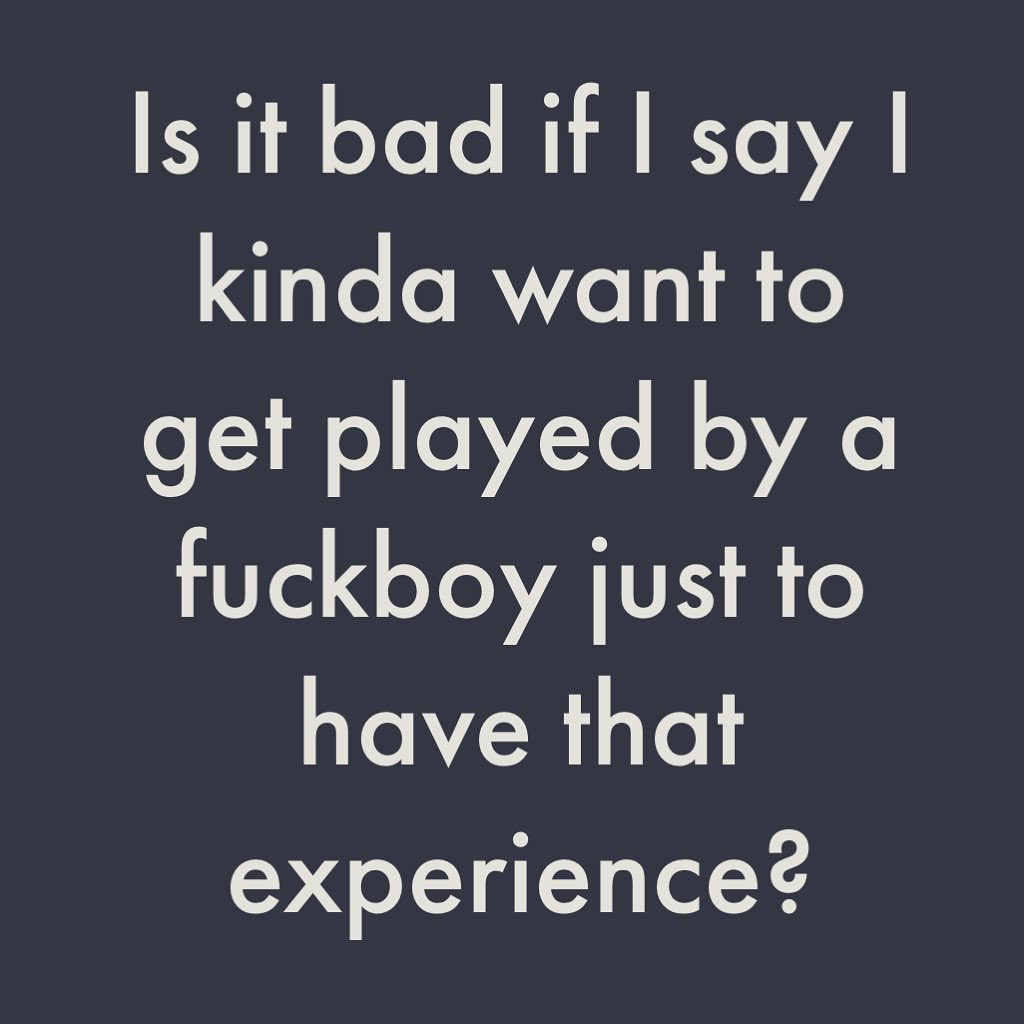 Is it bad if I say I
kinda want to
get played by a
fuckboy just to
have that
experience?